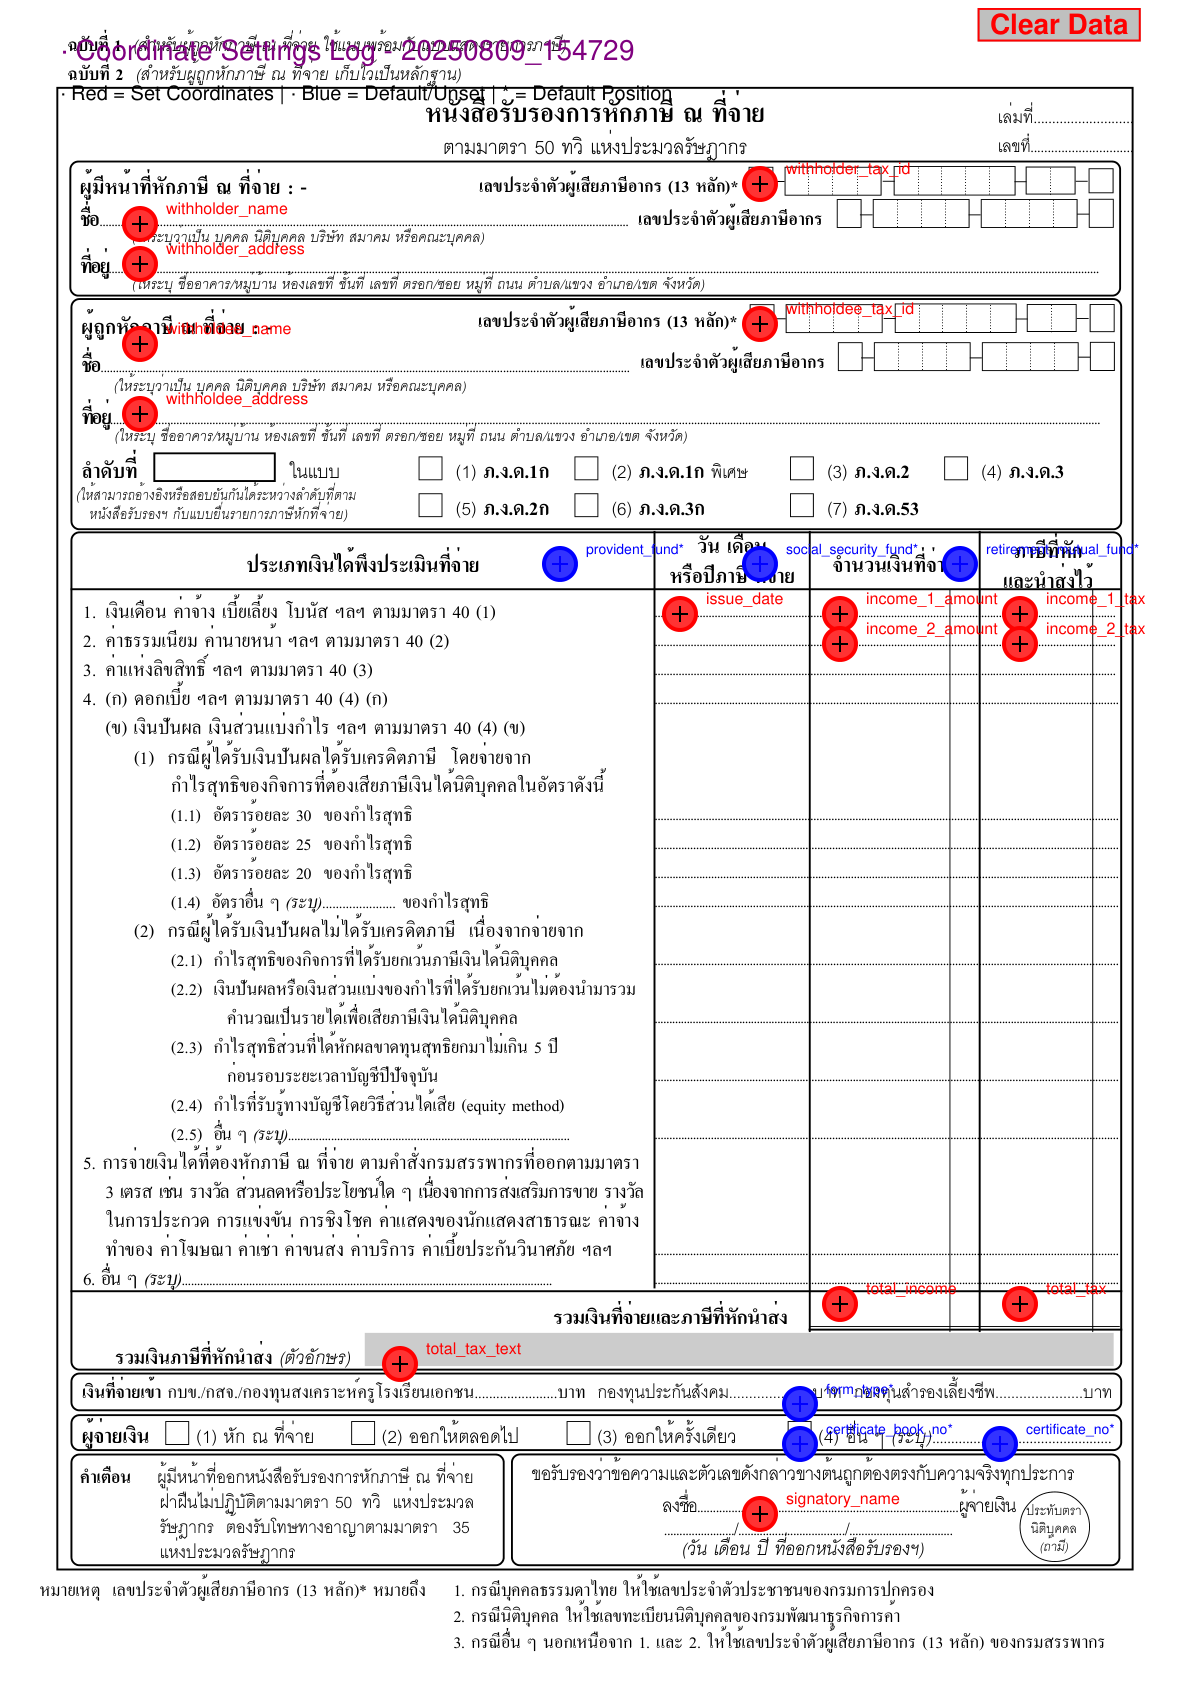 Clear Data
ฉบับที่ 1 (สำหรับผู้ถูกหักภาษี ณ ที่จ่าย ใช้แนบพร้อมกับแบบแสดงรายการภาษี)
· Coordinate Settings Log - 20250809_154729
ฉบับที่ 2 (สำหรับผู้ถูกหักภาษี ณ ที่จ่าย เก็บไว้เป็นหลักฐาน)
· Red = Set Coordinates | · Blue = Default/Unset | * = Default Position
หนังสือรับรองการหักภาษี ณ ที่จ่าย
เล่มที่
ตามมาตรา 50 ทวิ แห่งประมวลรัษฎากร
เลขที่
ผู้มีหน้าที่หักภาษี ณ ที่จ่าย : -
เลขประจำตัวผู้เสียภาษีอากร (13 หลัก)*
withholder_tax_id
ชื่อ
withholder_name
เลขประจำตัวผู้เสียภาษีอากร
(ให้ระบุว่าเป็น บุคคล นิติบุคคล บริษัท สมาคม หรือคณะบุคคล)
ที่อยู่
withholder_address
(ให้ระบุ ชื่ออาคาร/หมู่บ้าน ห้องเลขที่ ชั้นที่ เลขที่ ตรอก/ซอย หมู่ที่ ถนน ตำบล/แขวง อำเภอ/เขต จังหวัด)
ผู้ถูกหักภาษี ณ ที่จ่าย : -
withholdee_name
เลขประจำตัวผู้เสียภาษีอากร (13 หลัก)*
withholdee_tax_id
ชื่อ
เลขประจำตัวผู้เสียภาษีอากร
(ให้ระบุว่าเป็น บุคคล นิติบุคคล บริษัท สมาคม หรือคณะบุคคล)
ที่อยู่
withholdee_address
(ให้ระบุ ชื่ออาคาร/หมู่บ้าน ห้องเลขที่ ชั้นที่ เลขที่ ตรอก/ซอย หมู่ที่ ถนน ตำบล/แขวง อำเภอ/เขต จังหวัด)
ลำดับที่ ในแบบ
(1) ภ.ง.ด.1ก (2) ภ.ง.ด.1ก พิเศษ (3) ภ.ง.ด.2 (4) ภ.ง.ด.3
(ให้สามารถอ้างอิงหรือสอบยันกันได้ระหว่างลำดับที่ตาม
หนังสือรับรองฯ กับแบบยื่นรายการภาษีหักที่จ่าย)
(5) ภ.ง.ด.2ก (6) ภ.ง.ด.3ก (7) ภ.ง.ด.53
ประเภทเงินได้พึงประเมินที่จ่าย
provident_fund*
วัน เดือน
หรือปีภาษี ที่จ่าย
social_security_fund*
จำนวนเงินที่จ่าย
retirement_mutual_fund*
ภาษีที่หัก
และนำส่งไว้
1. เงินเดือน ค่าจ้าง เบี้ยเลี้ยง โบนัส ฯลฯ ตามมาตรา 40 (1)
issue_date income_1_amount income_1_tax
2. ค่าธรรมเนียม ค่านายหน้า ฯลฯ ตามมาตรา 40 (2)
income_2_amount income_2_tax
3. ค่าแห่งลิขสิทธิ์ ฯลฯ ตามมาตรา 40 (3)
4. (ก) ดอกเบี้ย ฯลฯ ตามมาตรา 40 (4) (ก)
(ข) เงินปันผล เงินส่วนแบ่งกำไร ฯลฯ ตามมาตรา 40 (4) (ข)
(1) กรณีผู้ได้รับเงินปันผลได้รับเครดิตภาษี โดยจ่ายจาก
กำไรสุทธิของกิจการที่ต้องเสียภาษีเงินได้นิติบุคคลในอัตราดังนี้
(1.1) อัตราร้อยละ 30 ของกำไรสุทธิ
(1.2) อัตราร้อยละ 25 ของกำไรสุทธิ
(1.3) อัตราร้อยละ 20 ของกำไรสุทธิ
(1.4) อัตราอื่น ๆ (ระบุ)...................... ของกำไรสุทธิ
(2) กรณีผู้ได้รับเงินปันผลไม่ได้รับเครดิตภาษี เนื่องจากจ่ายจาก
(2.1) กำไรสุทธิของกิจการที่ได้รับยกเว้นภาษีเงินได้นิติบุคคล
(2.2) เงินปันผลหรือเงินส่วนแบ่งของกำไรที่ได้รับยกเว้นไม่ต้องนำมารวม
คำนวณเป็นรายได้เพื่อเสียภาษีเงินได้นิติบุคคล
(2.3) กำไรสุทธิส่วนที่ได้หักผลขาดทุนสุทธิยกมาไม่เกิน 5 ปี
ก่อนรอบระยะเวลาบัญชีปีปัจจุบัน
(2.4) กำไรที่รับรู้ทางบัญชีโดยวิธีส่วนได้เสีย (equity method)
(2.5) อื่น ๆ (ระบุ)
5. การจ่ายเงินได้ที่ต้องหักภาษี ณ ที่จ่าย ตามคำสั่งกรมสรรพากรที่ออกตามมาตรา
3 เตรส เช่น รางวัล ส่วนลดหรือประโยชน์ใด ๆ เนื่องจากการส่งเสริมการขาย รางวัล
ในการประกวด การแข่งขัน การชิงโชค ค่าแสดงของนักแสดงสาธารณะ ค่าจ้าง
ทำของ ค่าโฆษณา ค่าเช่า ค่าขนส่ง ค่าบริการ ค่าเบี้ยประกันวินาศภัย ฯลฯ
6. อื่น ๆ (ระบุ)
total_income total_tax
รวมเงินที่จ่ายและภาษีที่หักนำส่ง
รวมเงินภาษีที่หักนำส่ง (ตัวอักษร)
total_tax_text
เงินที่จ่ายเข้า กบข./กสจ./กองทุนสงเคราะห์ครูโรงเรียนเอกชน......................บาท กองทุนประกันสังคม......................บาท กองทุนสำรองเลี้ยงชีพ......................บาท
form_type*
ผู้จ่ายเงิน (1) หัก ณ ที่จ่าย (2) ออกให้ตลอดไป (3) ออกให้ครั้งเดียว (4) อื่น ๆ (ระบุ)
certificate_book_no* certificate_no*
คำเตือน ผู้มีหน้าที่ออกหนังสือรับรองการหักภาษี ณ ที่จ่าย
ฝ่าฝืนไม่ปฏิบัติตามมาตรา 50 ทวิ แห่งประมวล
รัษฎากร ต้องรับโทษทางอาญาตามมาตรา 35
แห่งประมวลรัษฎากร
ขอรับรองว่าข้อความและตัวเลขดังกล่าวข้างต้นถูกต้องตรงกับความจริงทุกประการ
ลงชื่อ......................ผู้จ่ายเงิน
signatory_name
....................../....................../......................
(วัน เดือน ปี ที่ออกหนังสือรับรองฯ)
ประทับตรา
นิติบุคคล
(ถ้ามี)
หมายเหตุ เลขประจำตัวผู้เสียภาษีอากร (13 หลัก)* หมายถึง 1. กรณีบุคคลธรรมดาไทย ให้ใช้เลขประจำตัวประชาชนของกรมการปกครอง
2. กรณีนิติบุคคล ให้ใช้เลขทะเบียนนิติบุคคลของกรมพัฒนาธุรกิจการค้า
3. กรณีอื่น ๆ นอกเหนือจาก 1. และ 2. ให้ใช้เลขประจำตัวผู้เสียภาษีอากร (13 หลัก) ของกรมสรรพากร